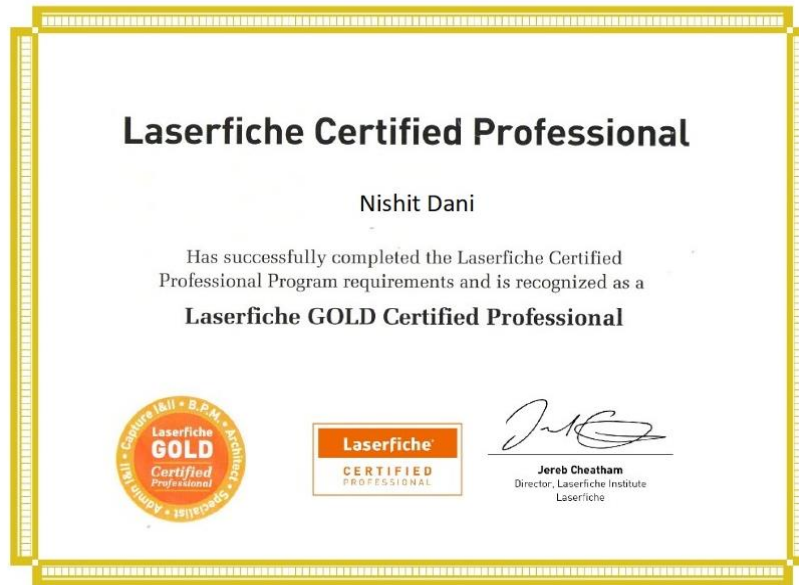 Laserfiche Certified Professional
Nishit Dani
Has successfully completed the Laserfiche Certified
Professional Program requirements and is recognized as a
Laserfiche GOLD Certified Professional
Capture I&II • B.P.M. • Architect • Specialist • Admin I&II •
Laserfiche
GOLD
Certified
Professional
Laserfiche
CERTIFIED
PROFESSIONAL
Jereb Cheatham
Director, Laserfiche Institute
Laserfiche